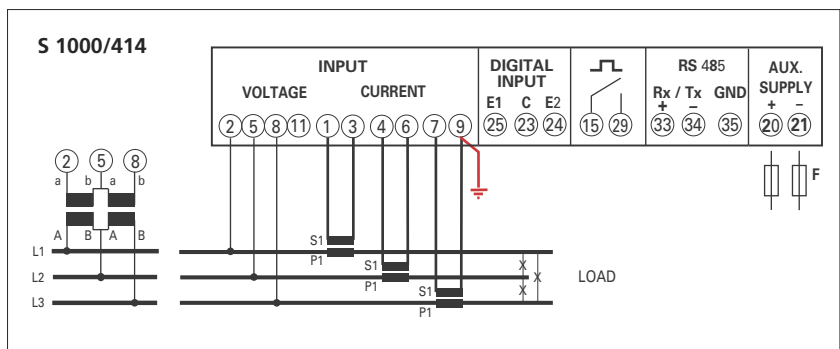 S 1000/414
INPUT
VOLTAGE CURRENT
2 5 8 11 1 3 4 6 7 9
DIGITAL
INPUT
E1 C E2
25 23 24
15 29
RS 485
Rx / Tx GND
+ −
33 34 35
AUX.
SUPPLY
+ −
20 21
F
2 5 8
a b a b
A B A B
L1
L2
L3
S1
P1
S1
P1
S1
P1
X
X
X
LOAD